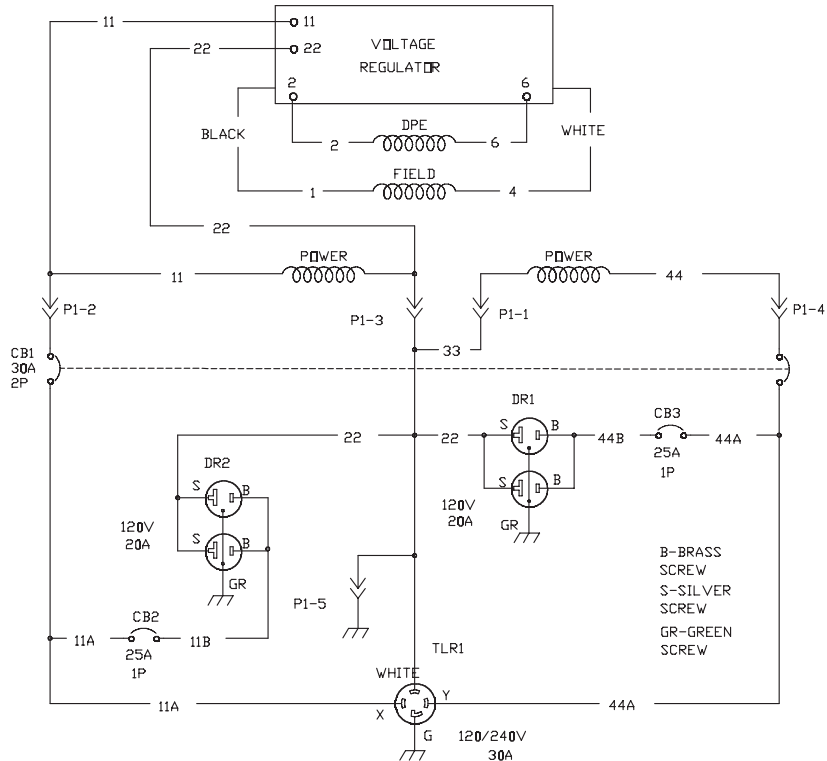 11
11
22
22
VOLTAGE
REGULATOR
2
6
BLACK
WHITE
DPE
2
6
FIELD
1
4
22
POWER
POWER
11
44
P1-2
P1-3
P1-1
P1-4
33
CB1
30A
2P
DR1
CB3
S
B
22
22
44B
44A
25A
1P
DR2
S
B
S
B
120V
20A
120V
20A
S
B
GR
GR
B-BRASS
SCREW
S-SILVER
SCREW
GR-GREEN
SCREW
P1-5
CB2
11A
11B
25A
1P
TLR1
WHITE
X
Y
11A
44A
G
120/240V
30A